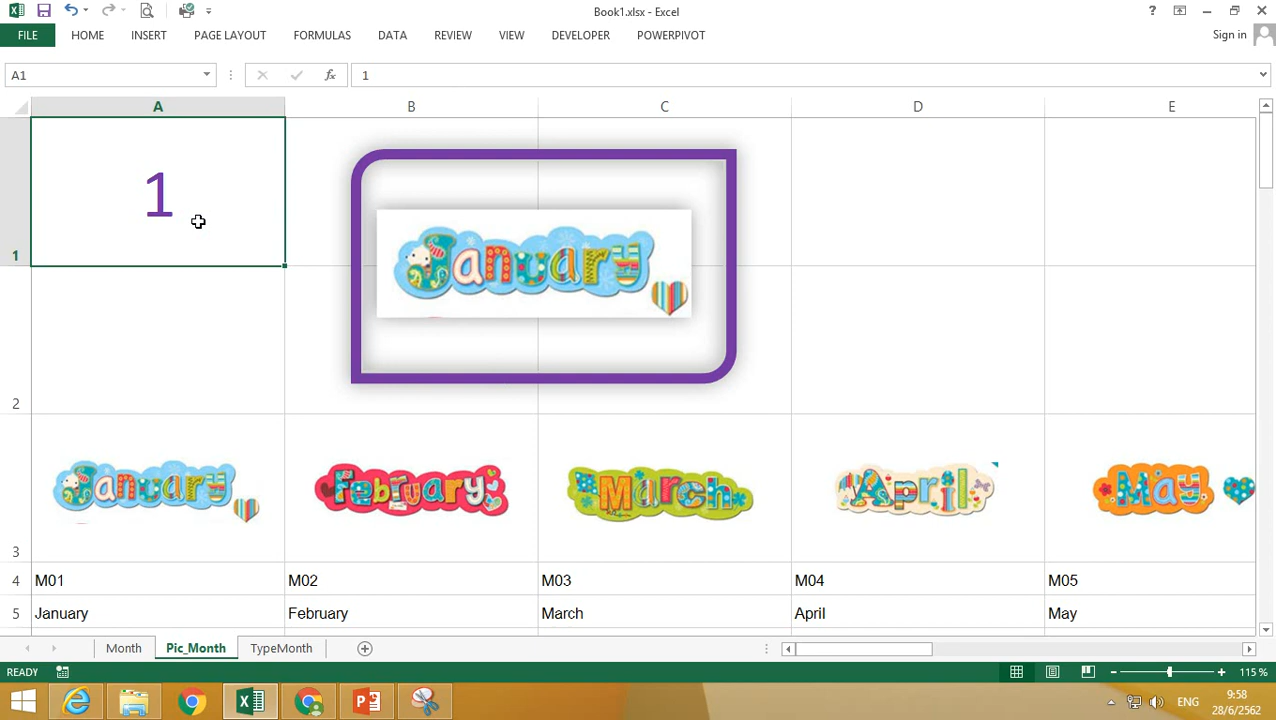 Book1.xlsx - Excel
FILE HOME INSERT PAGE LAYOUT FORMULAS DATA REVIEW VIEW DEVELOPER POWERPIVOT Sign in
A1 fx 1
A B C D E
1
January
1
2
January February March April May
3
4 M01 M02 M03 M04 M05
5 January February March April May
Month Pic_Month TypeMonth
READY 115 %
ENG
9:58
28/6/2562